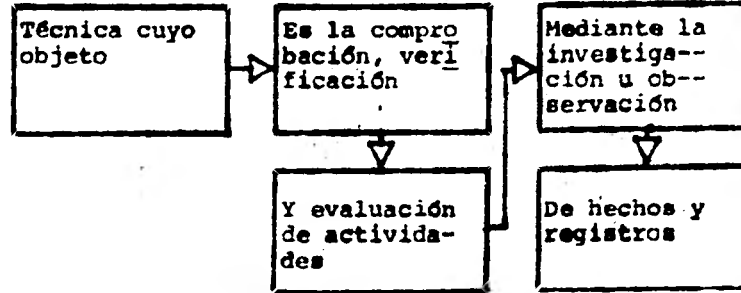 Técnica cuyo
objeto
Es la compro
bación, veri
ficación
Y evaluación
de activida-
des
Mediante la
investiga--
ción u ob--
servación
De hechos y
registros